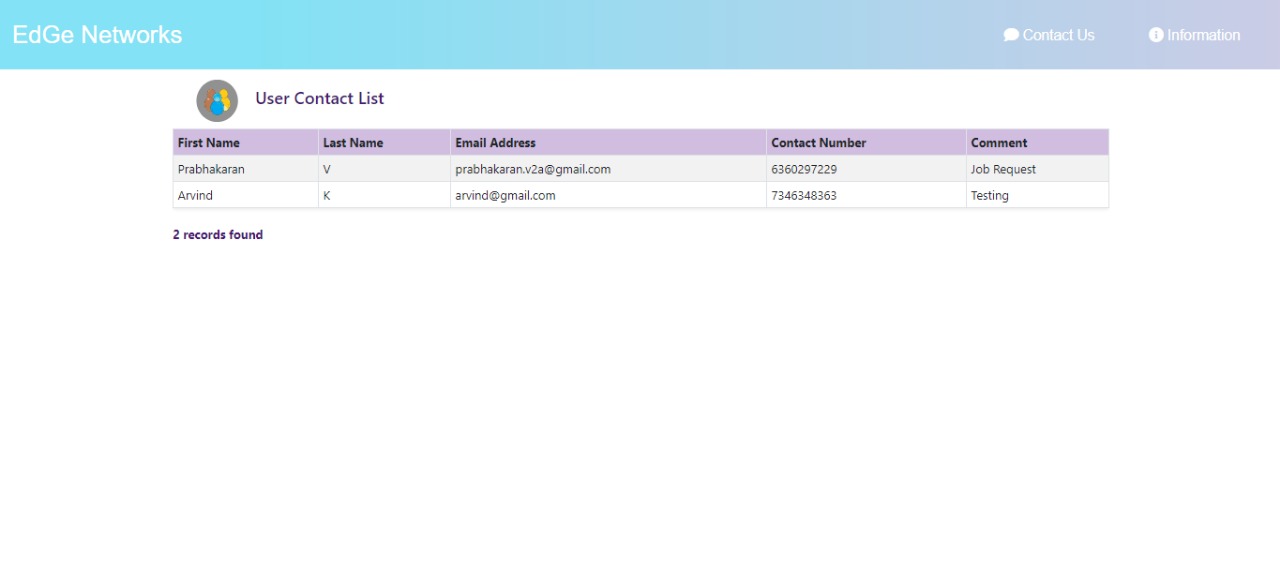 EdGe Networks Contact Us Information
User Contact List
First Name Last Name Email Address Contact Number Comment
Prabhakaran V prabhakaran.v2a@gmail.com 6360297229 Job Request
Arvind K arvind@gmail.com 7346348363 Testing
2 records found